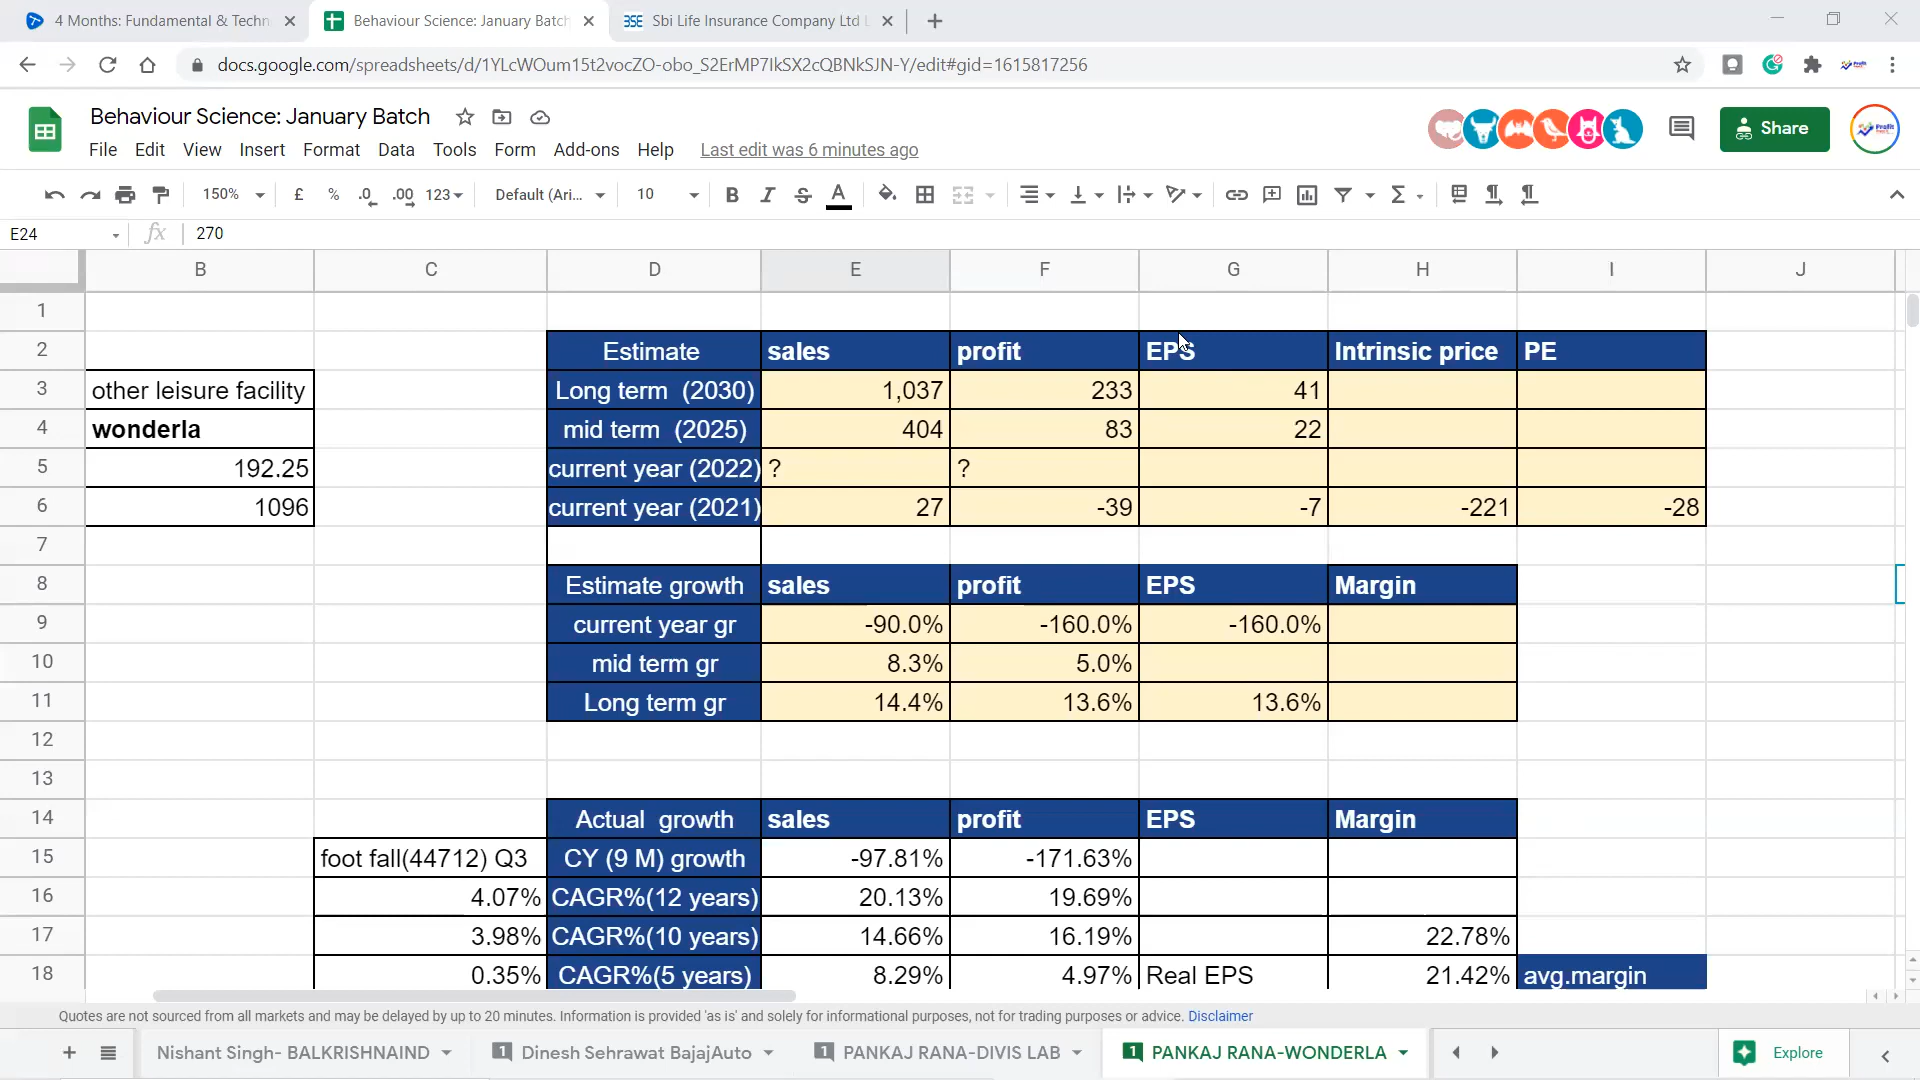 4 Months: Fundamental & Techn
Behaviour Science: January Batch
BSE Sbi Life Insurance Company Ltd L
docs.google.com/spreadsheets/d/1YLcWOum15t2vocZO-obo_S2ErMP7IkSX2cQBNkSJN-Y/edit#gid=1615817256
Behaviour Science: January Batch
Share
File Edit View Insert Format Data Tools Form Add-ons Help Last edit was 6 minutes ago
150% £ % .0 .00 123 Default (Ari... 10 B I S A
E24 fx 270
B C D E F G H I J
1
2 Estimate sales profit EPS Intrinsic price PE
3 other leisure facility Long term (2030) 1,037 233 41
4 wonderla mid term (2025) 404 83 22
5 192.25 current year (2022) ? ?
6 1096 current year (2021) 27 -39 -7 -221 -28
7
8 Estimate growth sales profit EPS Margin
9 current year gr -90.0% -160.0% -160.0%
10 mid term gr 8.3% 5.0%
11 Long term gr 14.4% 13.6% 13.6%
12
13
14 Actual growth sales profit EPS Margin
15 foot fall(44712) Q3 CY (9 M) growth -97.81% -171.63%
16 4.07% CAGR%(12 years) 20.13% 19.69%
17 3.98% CAGR%(10 years) 14.66% 16.19% 22.78%
18 0.35% CAGR%(5 years) 8.29% 4.97% Real EPS 21.42% avg.margin
Quotes are not sourced from all markets and may be delayed by up to 20 minutes. Information is provided 'as is' and solely for informational purposes, not for trading purposes or advice. Disclaimer
Nishant Singh- BALKRISHNAIND 1 Dinesh Sehrawat BajajAuto 1 PANKAJ RANA-DIVIS LAB 1 PANKAJ RANA-WONDERLA Explore